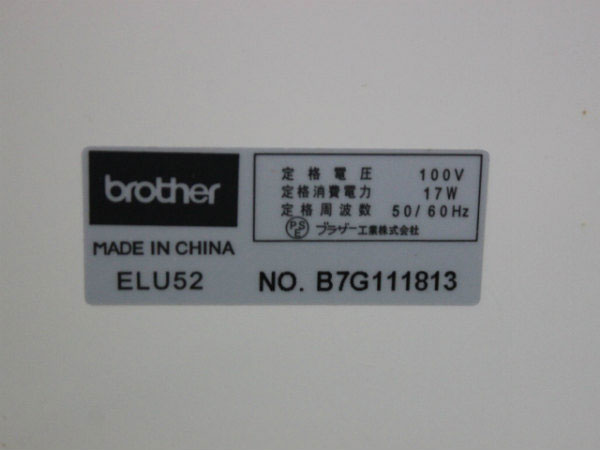 brother
定格電圧 100V
定格消費電力 17W
定格周波数 50/60Hz
PSE ブラザー工業株式会社
MADE IN CHINA
ELU52 NO. B7G111813